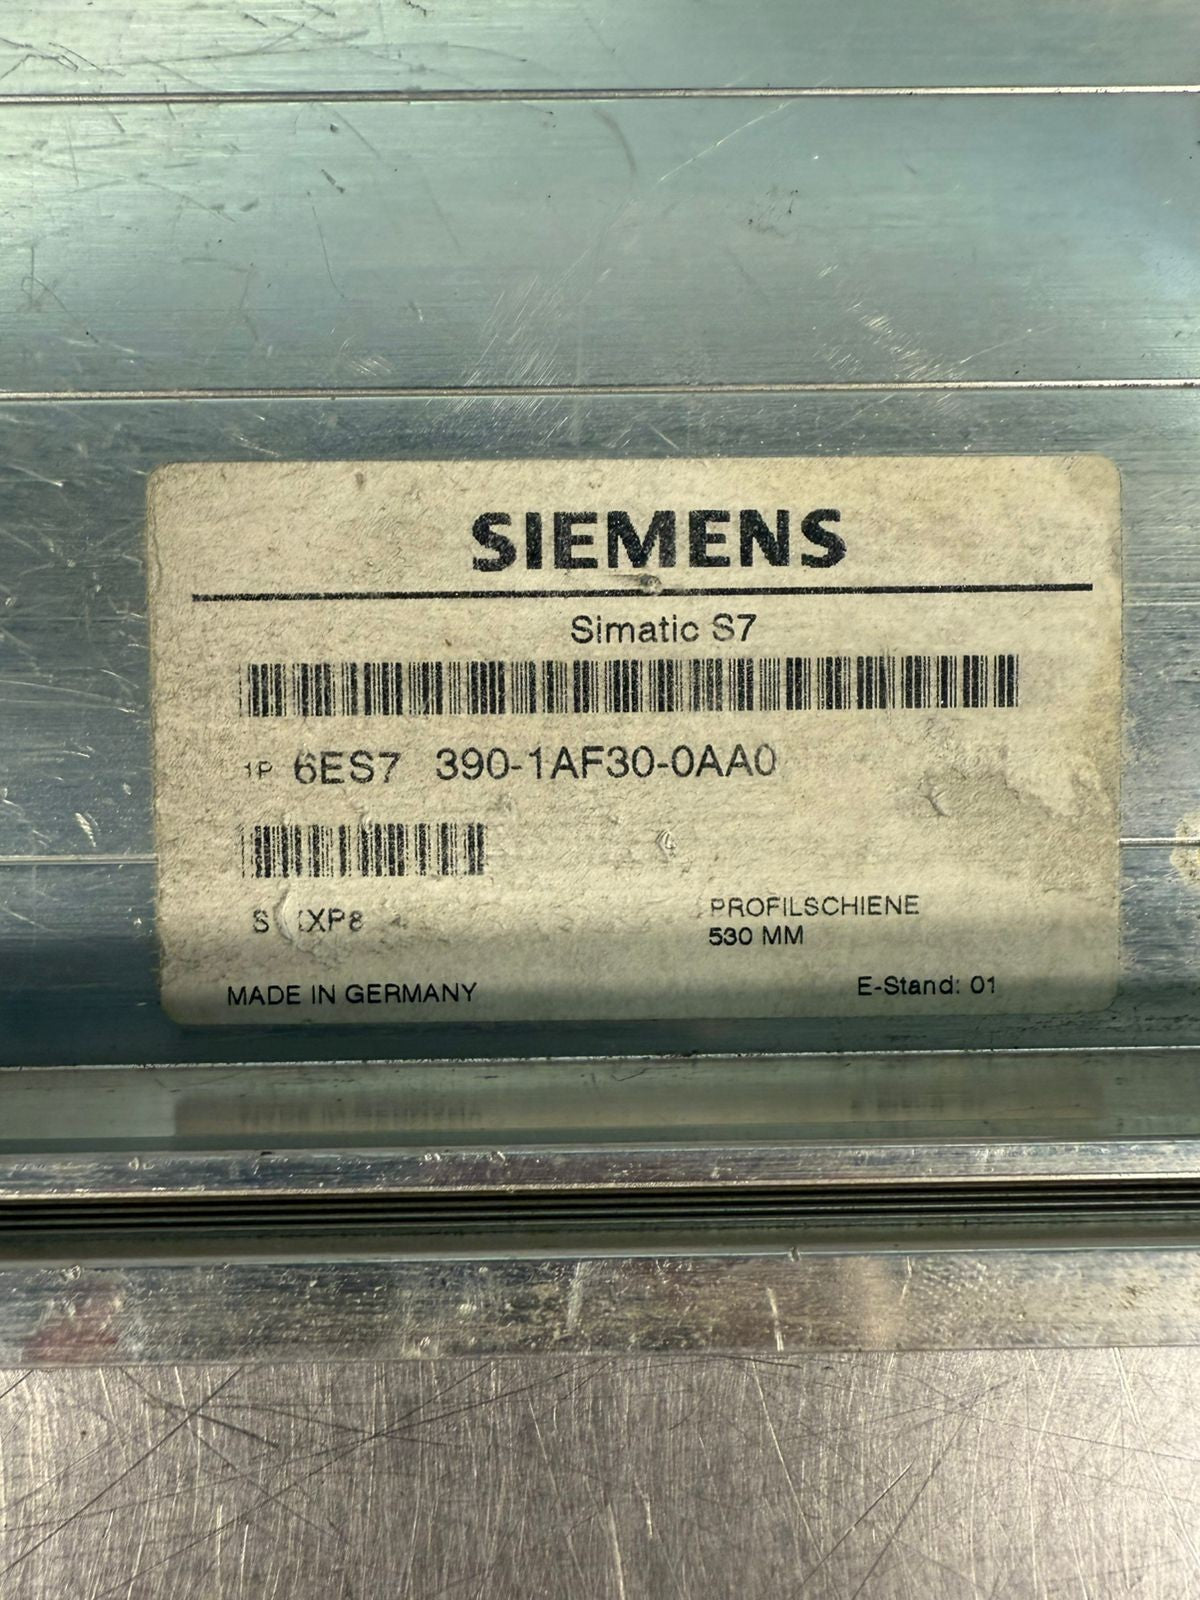 SIEMENS
Simatic S7
1P 6ES7 390-1AF30-0AA0
PROFILSCHIENE
530 MM
MADE IN GERMANY
E-Stand: 01